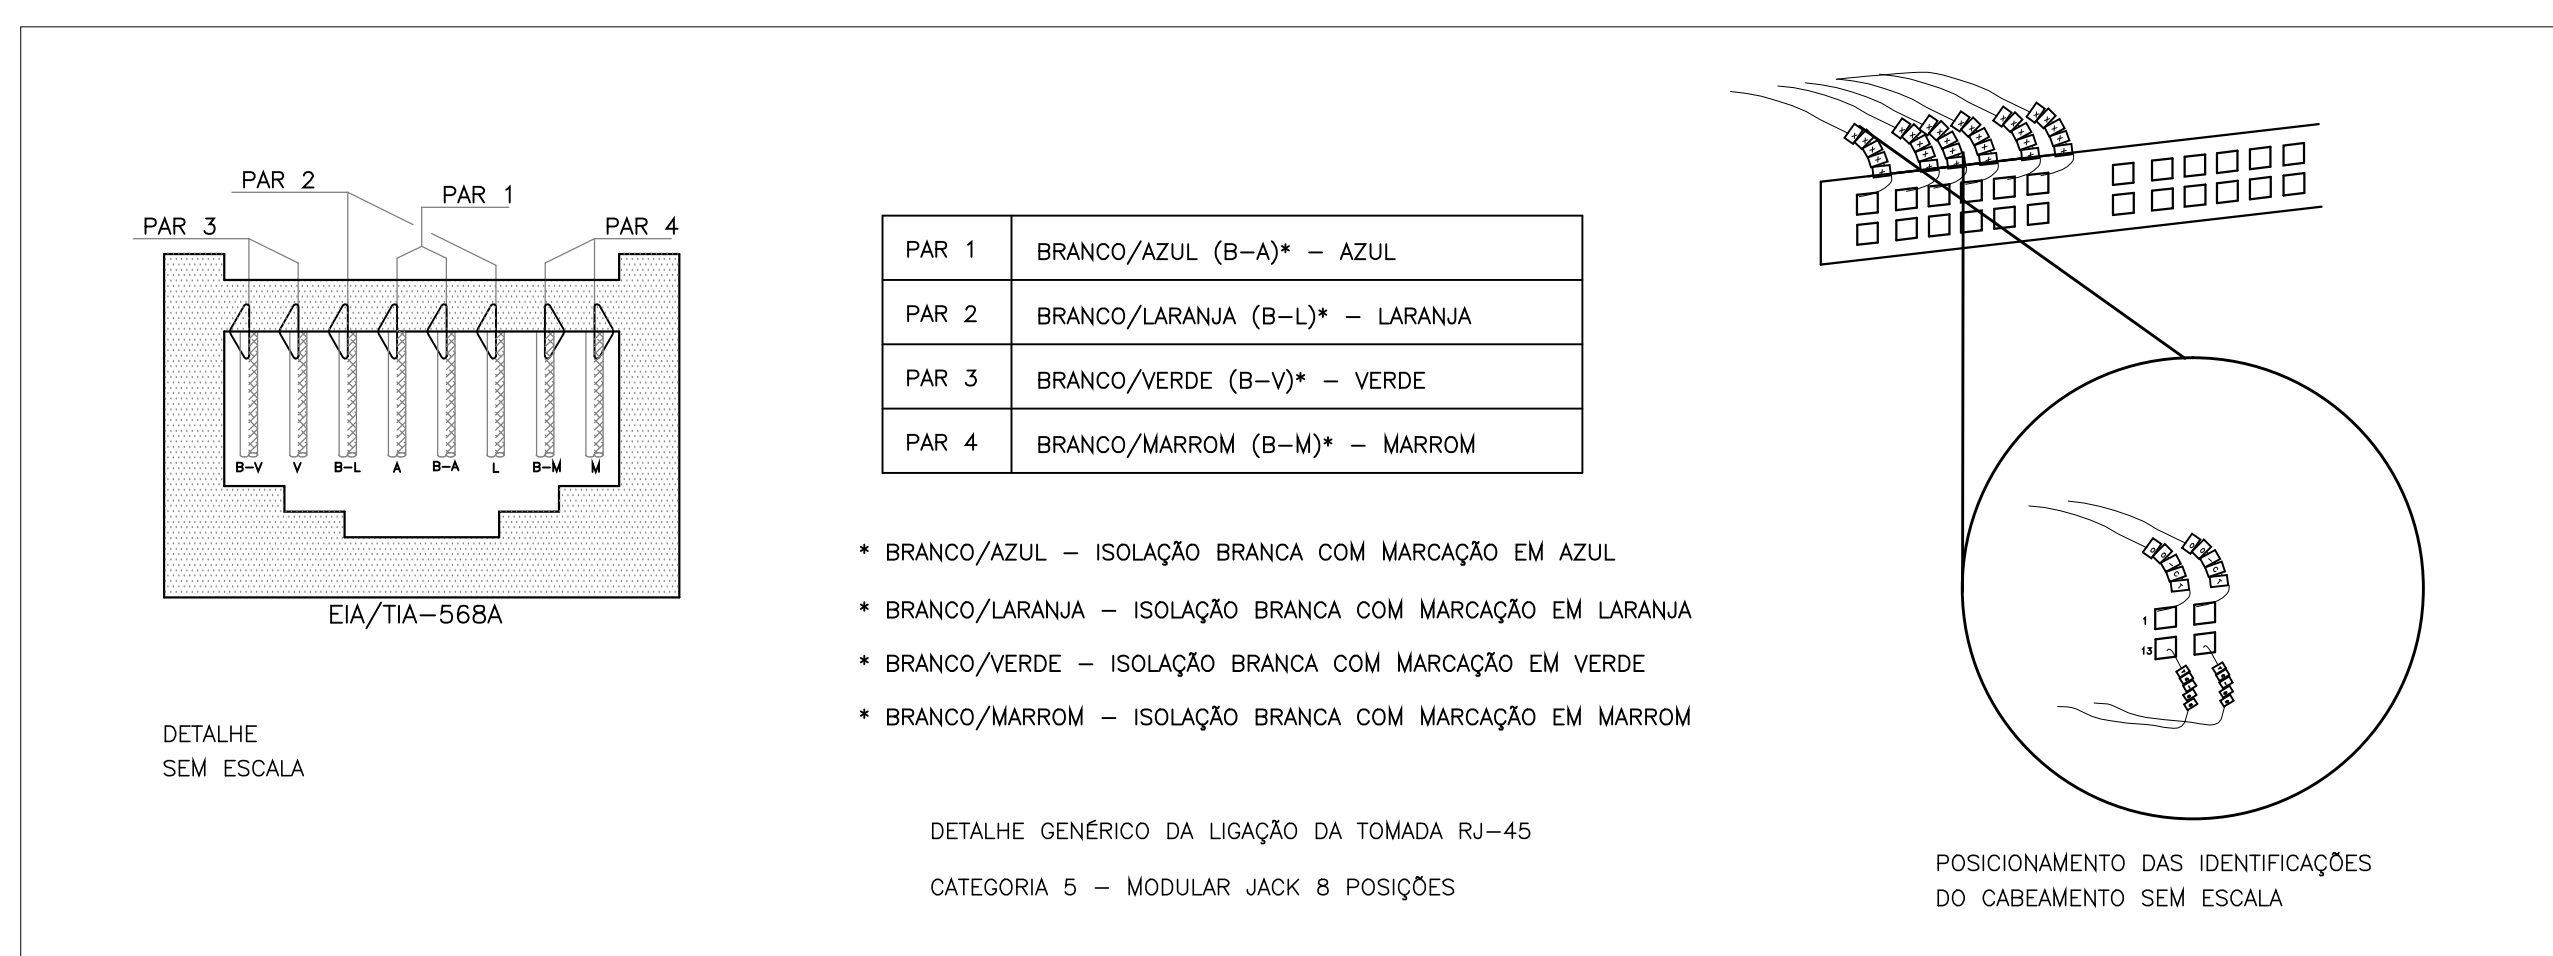 PAR 2
PAR 1
PAR 3
PAR 4
B-V V B-L A B-A L B-M M
EIA/TIA-568A
DETALHE
SEM ESCALA
PAR 1 BRANCO/AZUL (B-A)* - AZUL
PAR 2 BRANCO/LARANJA (B-L)* - LARANJA
PAR 3 BRANCO/VERDE (B-V)* - VERDE
PAR 4 BRANCO/MARROM (B-M)* - MARROM
* BRANCO/AZUL - ISOLAÇÃO BRANCA COM MARCAÇÃO EM AZUL
* BRANCO/LARANJA - ISOLAÇÃO BRANCA COM MARCAÇÃO EM LARANJA
* BRANCO/VERDE - ISOLAÇÃO BRANCA COM MARCAÇÃO EM VERDE
* BRANCO/MARROM - ISOLAÇÃO BRANCA COM MARCAÇÃO EM MARROM
DETALHE GENÉRICO DA LIGAÇÃO DA TOMADA RJ-45
CATEGORIA 5 - MODULAR JACK 8 POSIÇÕES
1
13
POSICIONAMENTO DAS IDENTIFICAÇÕES
DO CABEAMENTO SEM ESCALA